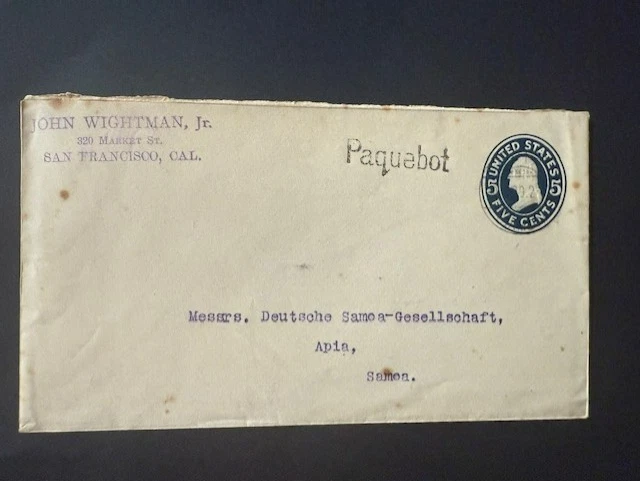 JOHN WIGHTMAN, Jr.
320 MARKET ST.
SAN FRANCISCO, CAL.
Paquebot
UNITED STATES
5 5
FIVE CENTS
Messrs. Deutsche Samoa-Gesellschaft,
Apia,
Samoa.